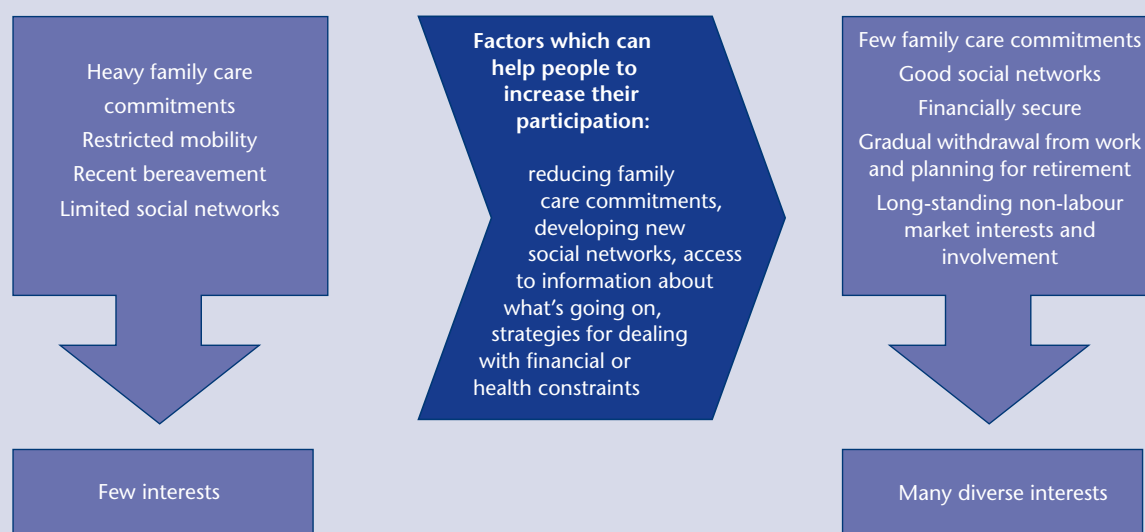 Heavy family care
commitments
Restricted mobility
Recent bereavement
Limited social networks
Few interests
Factors which can
help people to
increase their
participation:
reducing family
care commitments,
developing new
social networks, access
to information about
what's going on,
strategies for dealing
with financial or
health constraints
Few family care commitments
Good social networks
Financially secure
Gradual withdrawal from work
and planning for retirement
Long-standing non-labour
market interests and
involvement
Many diverse interests